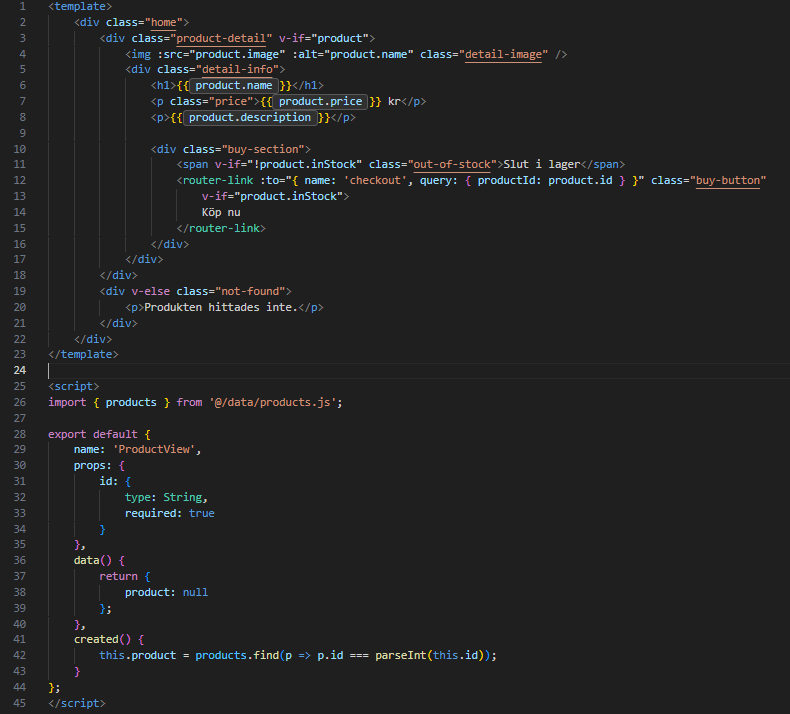 1 <template>
2 <div class="home">
3 <div class="product-detail" v-if="product">
4 <img :src="product.image" :alt="product.name" class="detail-image" />
5 <div class="detail-info">
6 <h1>{{ product.name }}</h1>
7 <p class="price">{{ product.price }} kr</p>
8 <p>{{ product.description }}</p>
9
10 <div class="buy-section">
11 <span v-if="!product.inStock" class="out-of-stock">Slut i lager</span>
12 <router-link :to="{ name: 'checkout', query: { productId: product.id } }" class="buy-button"
13 v-if="product.inStock">
14 Köp nu
15 </router-link>
16 </div>
17 </div>
18 </div>
19 <div v-else class="not-found">
20 <p>Produkten hittades inte.</p>
21 </div>
22 </div>
23 </template>
24
25 <script>
26 import { products } from '@/data/products.js';
27
28 export default {
29 name: 'ProductView',
30 props: {
31 id: {
32 type: String,
33 required: true
34 }
35 },
36 data() {
37 return {
38 product: null
39 };
40 },
41 created() {
42 this.product = products.find(p => p.id === parseInt(this.id));
43 }
44 };
45 </script>